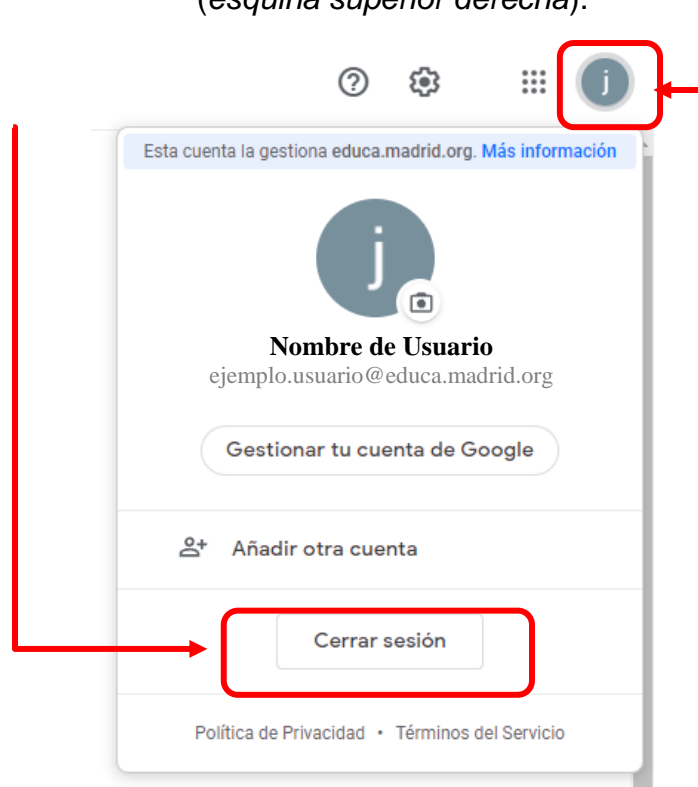 (esquina superior derecha).
j
Esta cuenta la gestiona educa.madrid.org. Más información
j
Nombre de Usuario
ejemplo.usuario@educa.madrid.org
Gestionar tu cuenta de Google
Añadir otra cuenta
Cerrar sesión
Política de Privacidad • Términos del Servicio